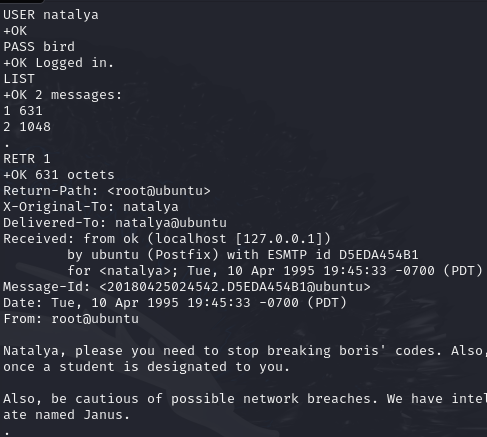 USER natalya
+OK
PASS bird
+OK Logged in.
LIST
+OK 2 messages:
1 631
2 1048
.
RETR 1
+OK 631 octets
Return-Path: <root@ubuntu>
X-Original-To: natalya
Delivered-To: natalya@ubuntu
Received: from ok (localhost [127.0.0.1])
        by ubuntu (Postfix) with ESMTP id D5EDA454B1
        for <natalya>; Tue, 10 Apr 1995 19:45:33 -0700 (PDT)
Message-Id: <20180425024542.D5EDA454B1@ubuntu>
Date: Tue, 10 Apr 1995 19:45:33 -0700 (PDT)
From: root@ubuntu

Natalya, please you need to stop breaking boris' codes. Also,
once a student is designated to you.

Also, be cautious of possible network breaches. We have intel
ate named Janus.
.